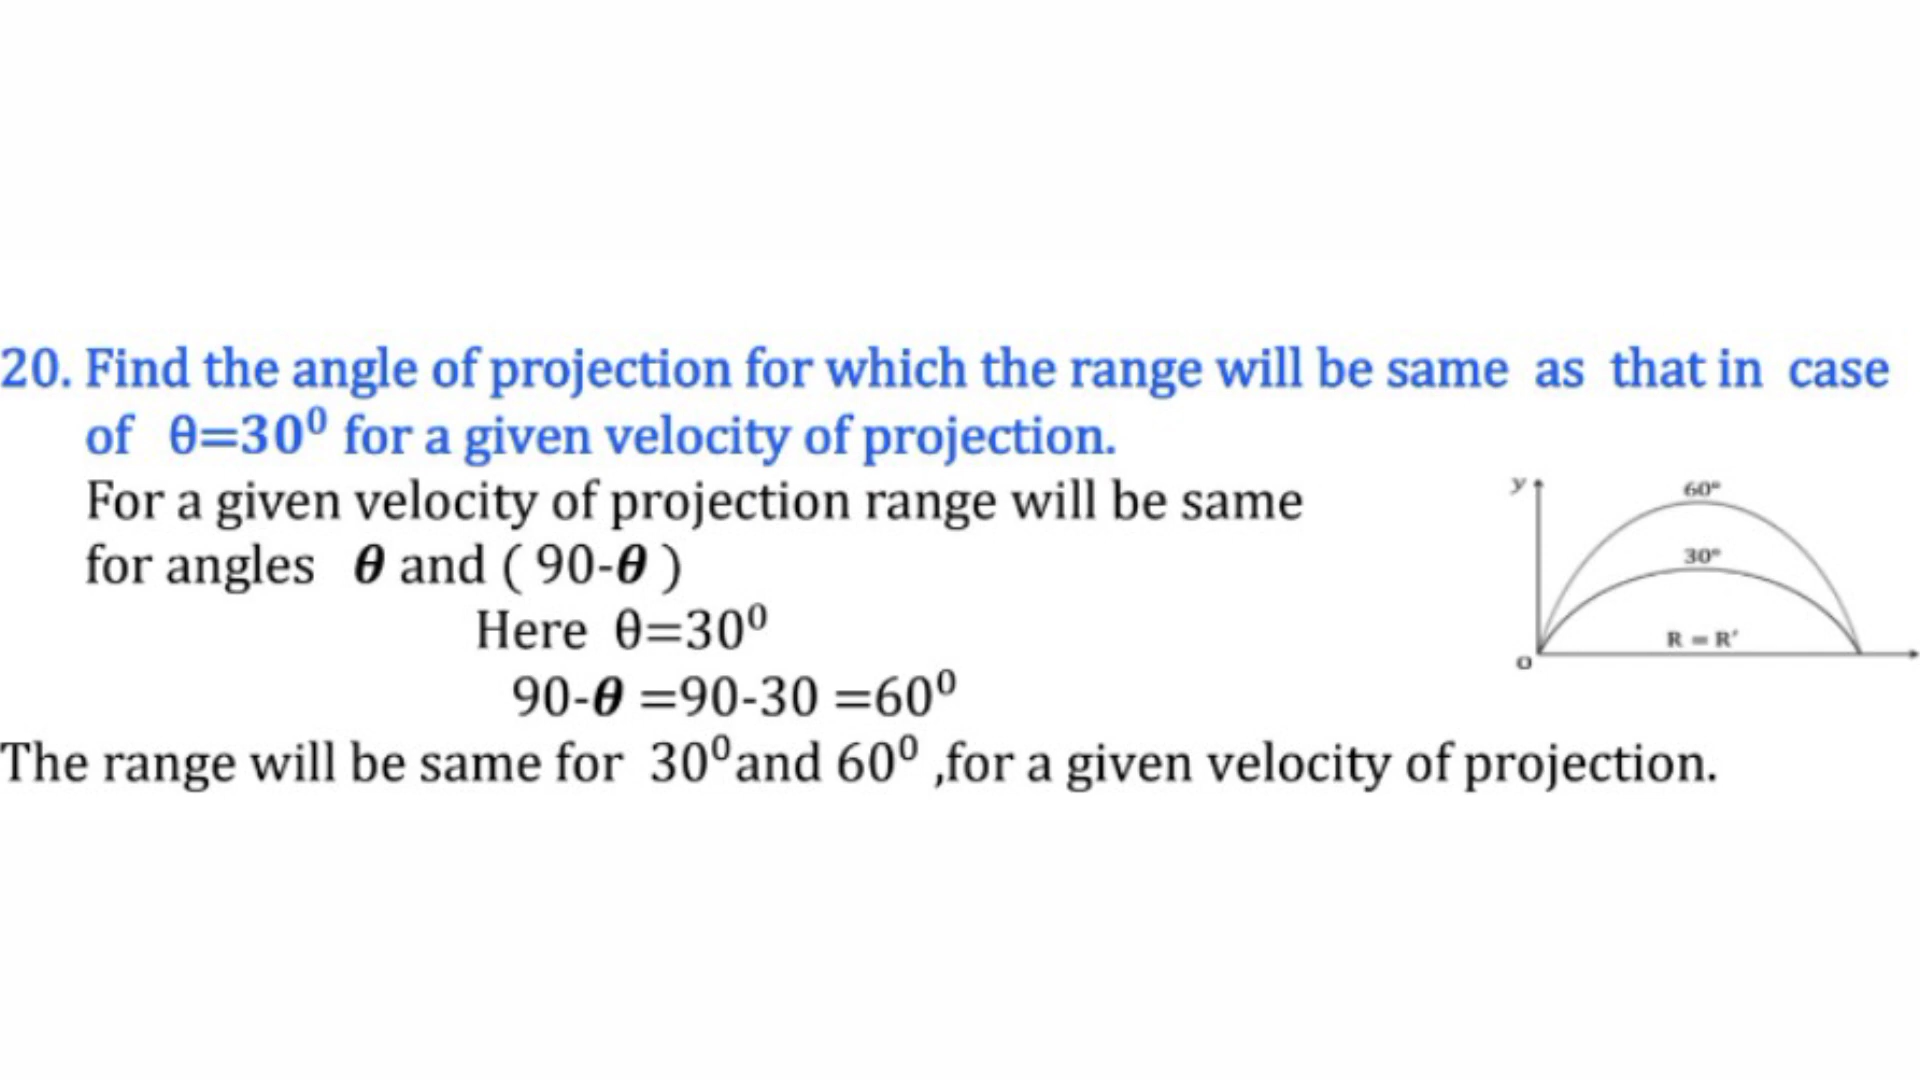 20. Find the angle of projection for which the range will be same as that in case
of θ=30⁰ for a given velocity of projection.
For a given velocity of projection range will be same
for angles θ and ( 90-θ )
Here θ=30⁰
90-θ =90-30 =60⁰
The range will be same for 30⁰and 60⁰ ,for a given velocity of projection.
y
60°
30°
R = R'
O